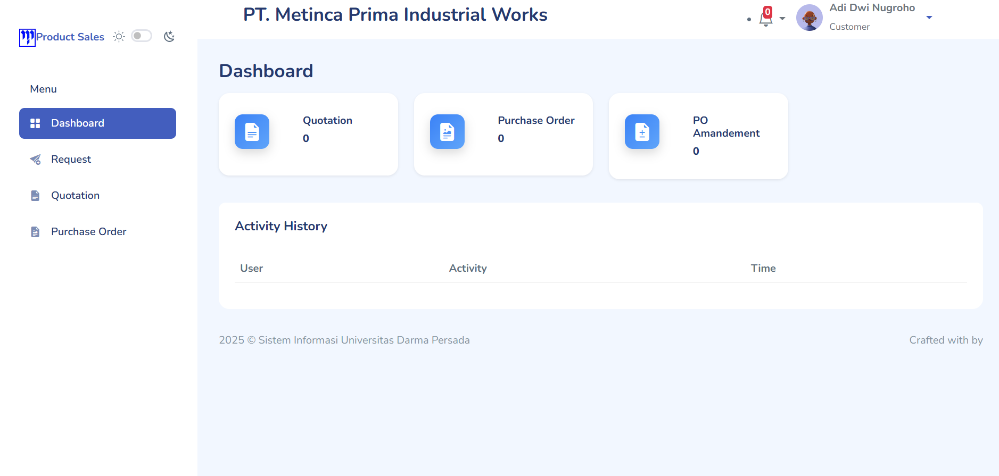 PT. Metinca Prima Industrial Works
0
Adi Dwi Nugroho
Customer
Product Sales
Menu
Dashboard
Request
Quotation
Purchase Order
Dashboard
Quotation
0
Purchase Order
0
PO
Amandement
0
Activity History
User Activity Time
2025 © Sistem Informasi Universitas Darma Persada
Crafted with by